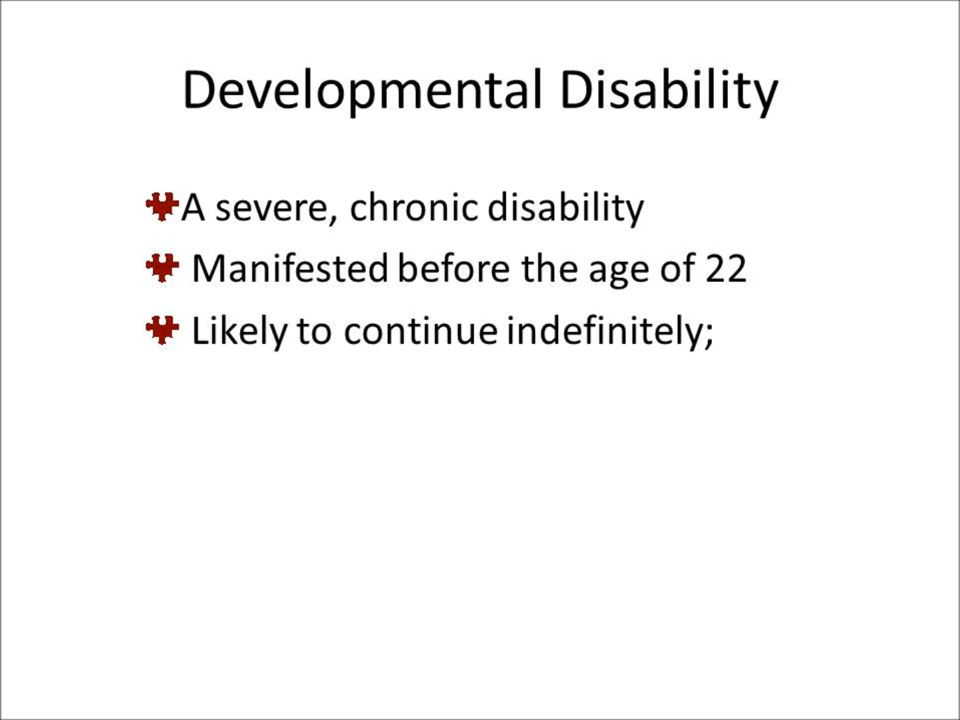 Developmental Disability
A severe, chronic disability
Manifested before the age of 22
Likely to continue indefinitely;